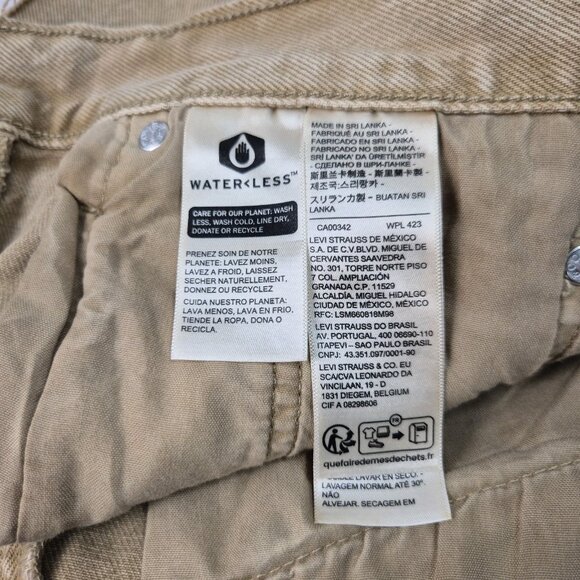 WATER<LESS™
CARE FOR OUR PLANET: WASH
LESS, WASH COLD, LINE DRY,
DONATE OR RECYCLE
PRENEZ SOIN DE NOTRE
PLANETE: LAVEZ MOINS,
LAVEZ A FROID, LAISSEZ
SECHER NATURELLEMENT.
DONNEZ OU RECYCLEZ
CUIDA NUESTRO PLANETA:
LAVA MENOS, LAVA EN FRIO.
TIENDE LA ROPA, DONA O
RECICLA.
MADE IN SRI LANKA -
FABRIQUÉ AU SRI LANKA -
FABRICADO EN SRI LANKA -
FABRICADO NO SRI LANKA -
SRI LANKA' DA ÜRETİLMİŞTİR
- СДЕЛАНО В ШРИ-ЛАНКЕ -
斯里兰卡制造 - 斯里蘭卡製 -
제조국:스리랑카 -
スリランカ製 - BUATAN SRI
LANKA
CA00342 WPL 423
LEVI STRAUSS DE MÉXICO
S.A. DE C.V.BLVD. MIGUEL DE
CERVANTES SAAVEDRA
NO. 301, TORRE NORTE PISO
7 COL. AMPLIACIÓN
GRANADA C.P. 11529
ALCALDÍA. MIGUEL HIDALGO
CIUDAD DE MÉXICO, MÉXICO
RFC: LSM660818M98
LEVI STRAUSS DO BRASIL
AV. PORTUGAL, 400 06690-110
ITAPEVI – SAO PAULO BRASIL
CNPJ: 43.351.097/0001-90
LEVI STRAUSS & CO. EU
SCA/CVA LEONARDO DA
VINCILAAN, 19 - D
1831 DIEGEM, BELGIUM
CIF A 08298606
FR
quefairedemesdechets.fr
LAVAR EN SECO. -
LAVAGEM NORMAL ATÉ 30°.
NÃO
ALVEJAR. SECAGEM EM